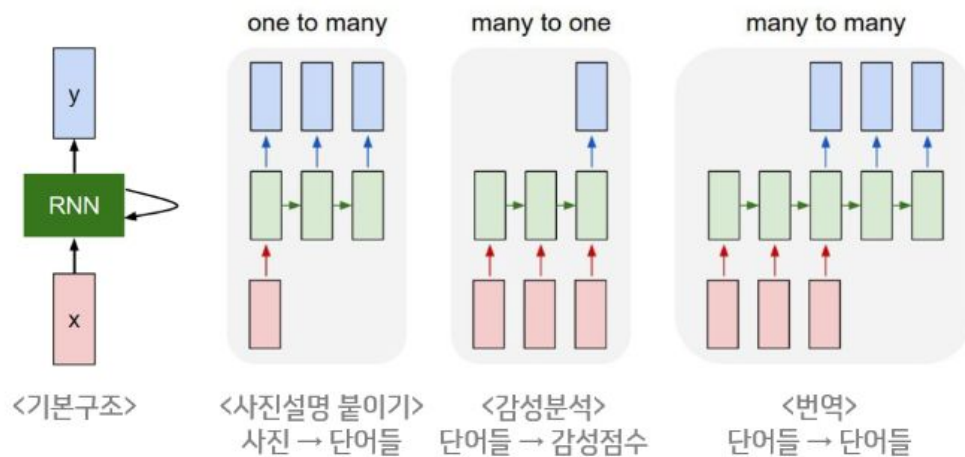 one to many
many to one
many to many
y
RNN
x
<기본구조>
<사진설명 붙이기>
사진 → 단어들
<감성분석>
단어들 → 감성점수
<번역>
단어들 → 단어들